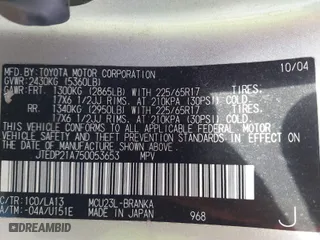 MFD. BY: TOYOTA MOTOR CORPORATION 10/04
GVWR: 2430KG (5360LB)
GAWR: FRT. 1300KG (2865LB) WITH 225/65R17 TIRES.
17X6 1/2JJ RIMS. AT 210KPA (30PSI) COLD
RR. 1340KG (2950LB) WITH 225/65R17 TIRES.
17X6 1/2JJ RIMS. AT 210KPA (30PSI) COLD
THIS VEHICLE CONFORMS TO ALL APPLICABLE FEDERAL MOTOR
VEHICLE SAFETY, BUMPER, AND THEFT PREVENTION STANDARDS IN
EFFECT ON THE DATE OF MANUFACTURE SHOWN ABOVE.
JTEDP21A750053653 MPV
C/TR: 1C0/LA13 MCU23L-BRANKA
A/TM: -04A/U151E MADE IN JAPAN 968 J
BIDFAX